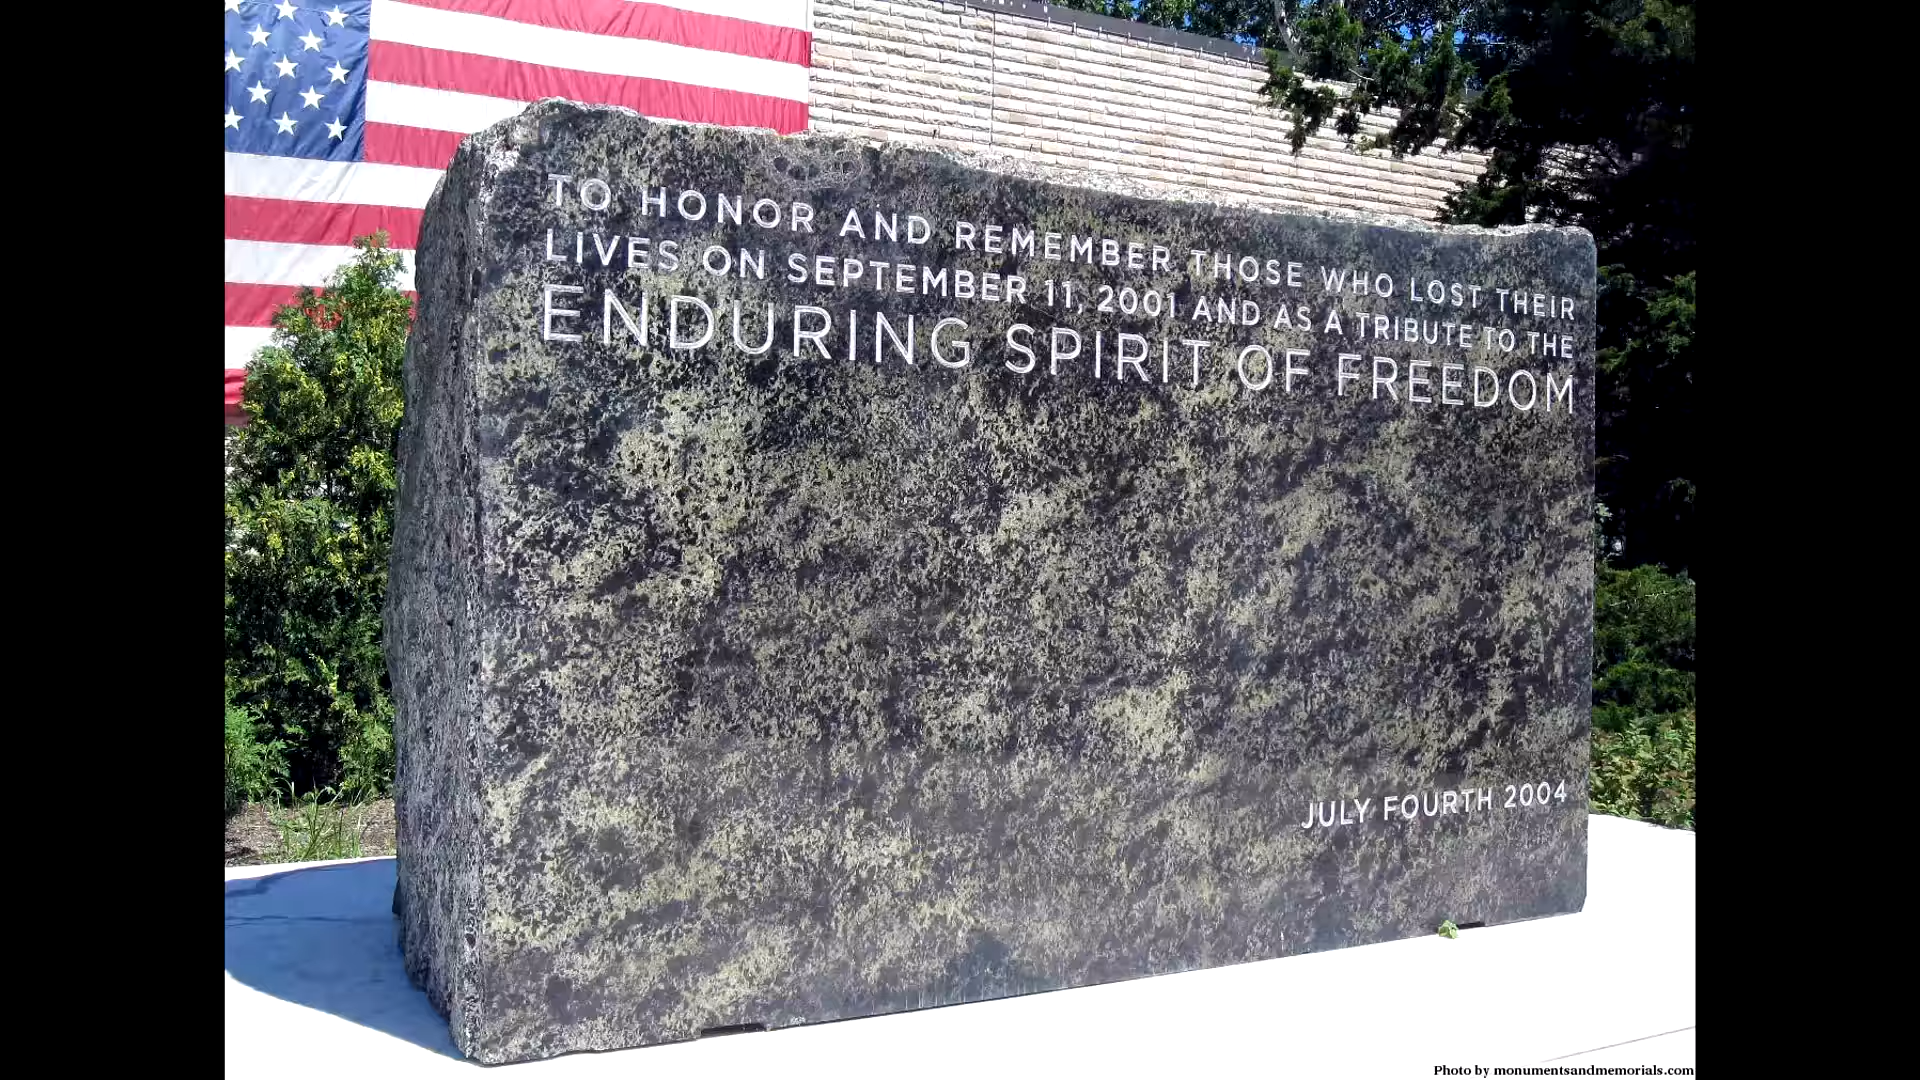 TO HONOR AND REMEMBER THOSE WHO LOST THEIR
LIVES ON SEPTEMBER 11, 2001 AND AS A TRIBUTE TO THE
ENDURING SPIRIT OF FREEDOM
JULY FOURTH 2004
Photo by monumentsandmemorials.com